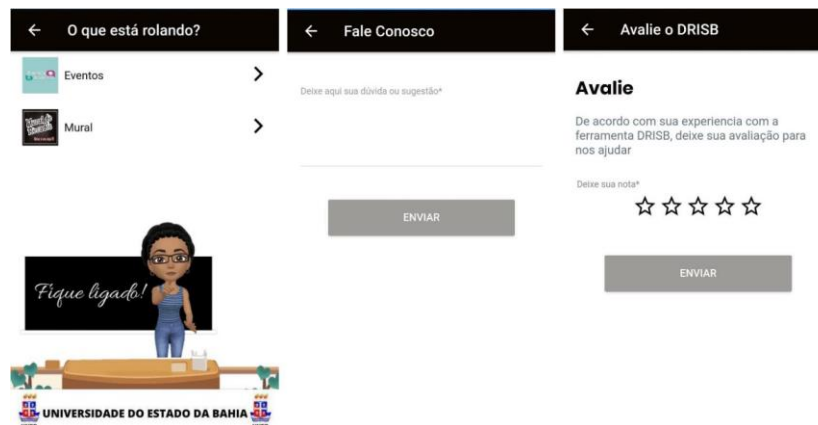 O que está rolando?
Eventos
Mural
Fique ligado!
UNIVERSIDADE DO ESTADO DA BAHIA
Fale Conosco
Deixe aqui sua dúvida ou sugestão*
ENVIAR
Avalie o DRISB
Avalie
De acordo com sua experiencia com a
ferramenta DRISB, deixe sua avaliação para
nos ajudar
Deixe sua nota*
ENVIAR